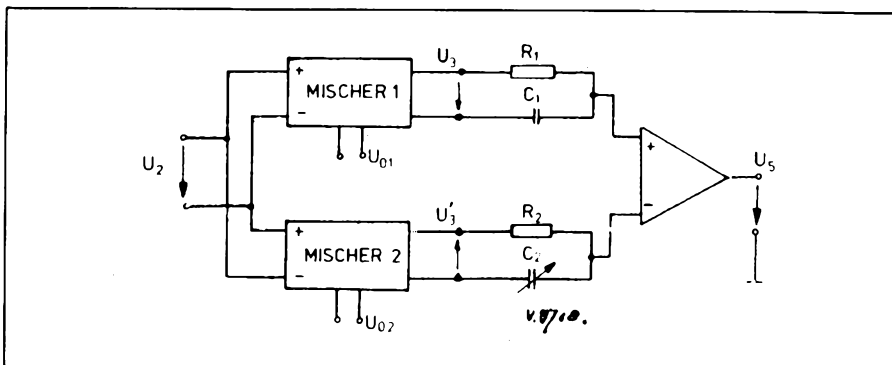 U₃
R₁
+
MISCHER 1
−
C₁
U₀₁
U₂
+
−
U₅
U₃'
R₂
+
MISCHER 2
−
C₂
U₀₂